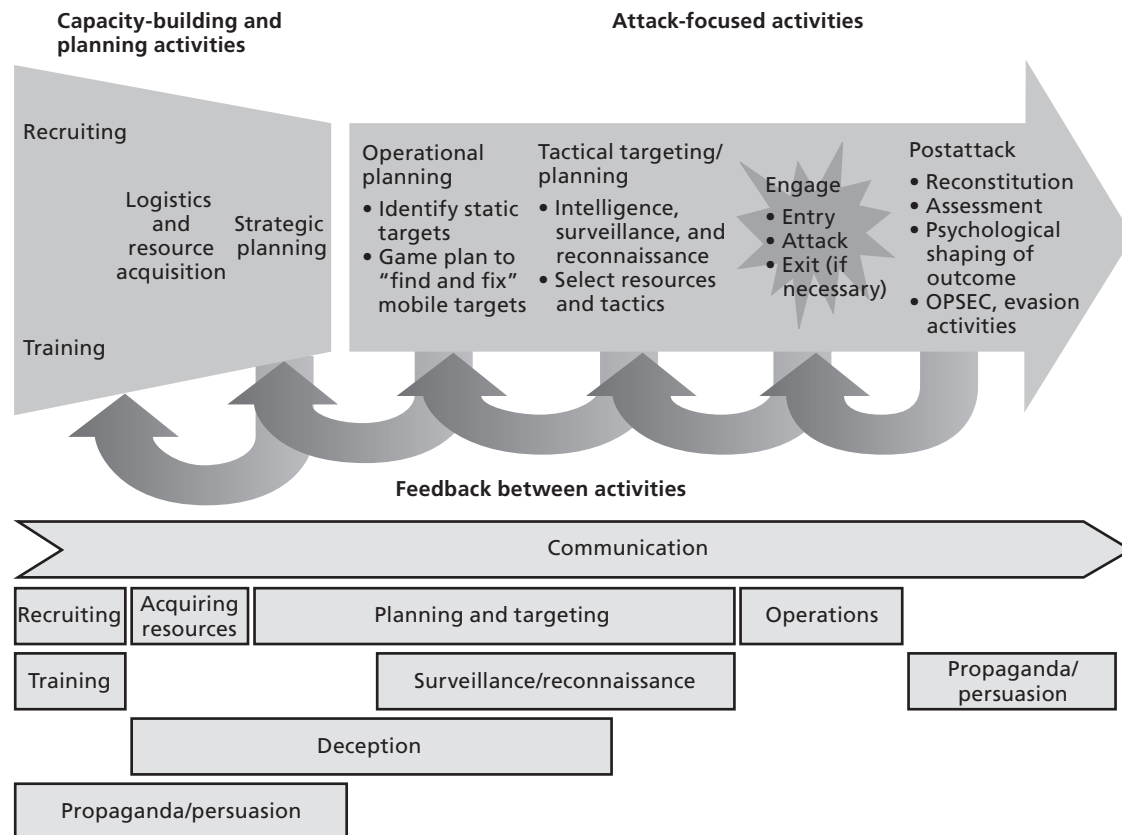 Capacity-building and
planning activities
Attack-focused activities
Recruiting
Logistics
and
resource
acquisition
Strategic
planning
Training
Operational
planning
• Identify static
targets
• Game plan to
“find and fix”
mobile targets
Tactical targeting/
planning
• Intelligence,
surveillance, and
reconnaissance
• Select resources
and tactics
Engage
• Entry
• Attack
• Exit (if
necessary)
Postattack
• Reconstitution
• Assessment
• Psychological
shaping of
outcome
• OPSEC, evasion
activities
Feedback between activities
Communication
Recruiting
Acquiring
resources
Planning and targeting
Operations
Training
Surveillance/reconnaissance
Propaganda/
persuasion
Deception
Propaganda/persuasion